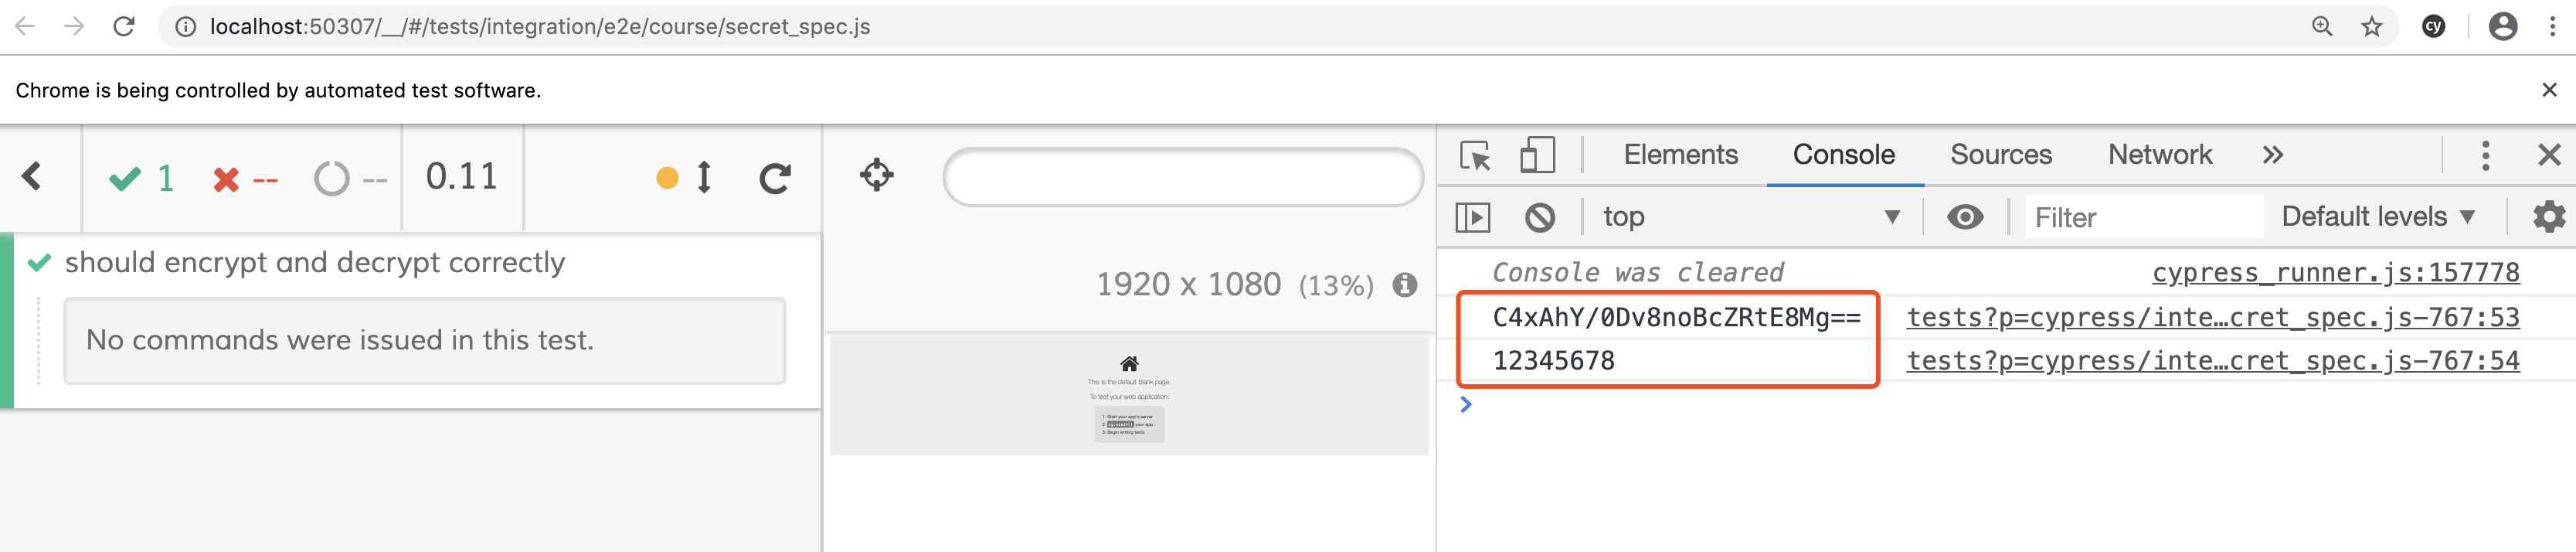 localhost:50307/__/#/tests/integration/e2e/course/secret_spec.js
cy
Chrome is being controlled by automated test software.
1 -- -- 0.11
Elements Console Sources Network
top Filter Default levels
should encrypt and decrypt correctly
No commands were issued in this test.
1920 x 1080 (13%)
This is the default blank page.
To test your web application:
1. Start your app's server
2. cy.visit() your app
3. Begin writing tests
Console was cleared cypress_runner.js:157778
C4xAhY/0Dv8noBcZRtE8Mg== tests?p=cypress/inte…cret_spec.js-767:53
12345678 tests?p=cypress/inte…cret_spec.js-767:54